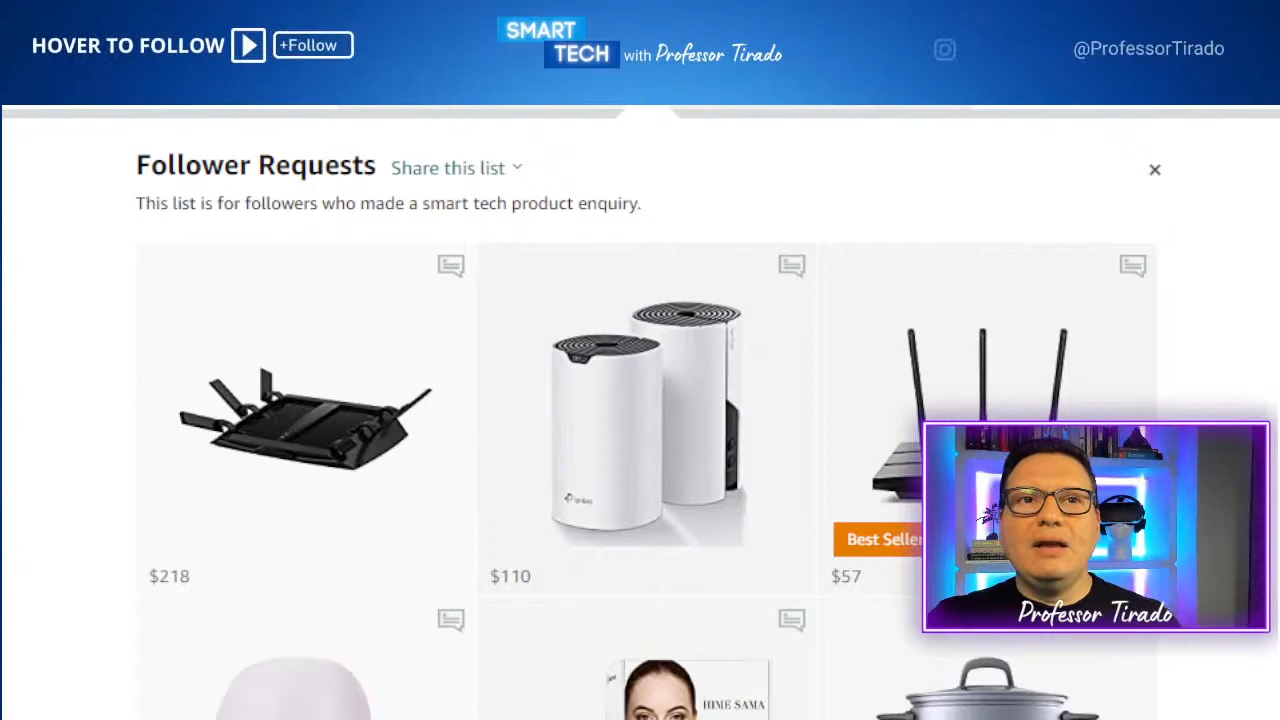 HOVER TO FOLLOW
+Follow
SMART
TECH with Professor Tirado
@ProfessorTirado
Follower Requests Share this list
This list is for followers who made a smart tech product enquiry.
Best Seller
$218
$110
$57
Professor Tirado
HIME SAMA